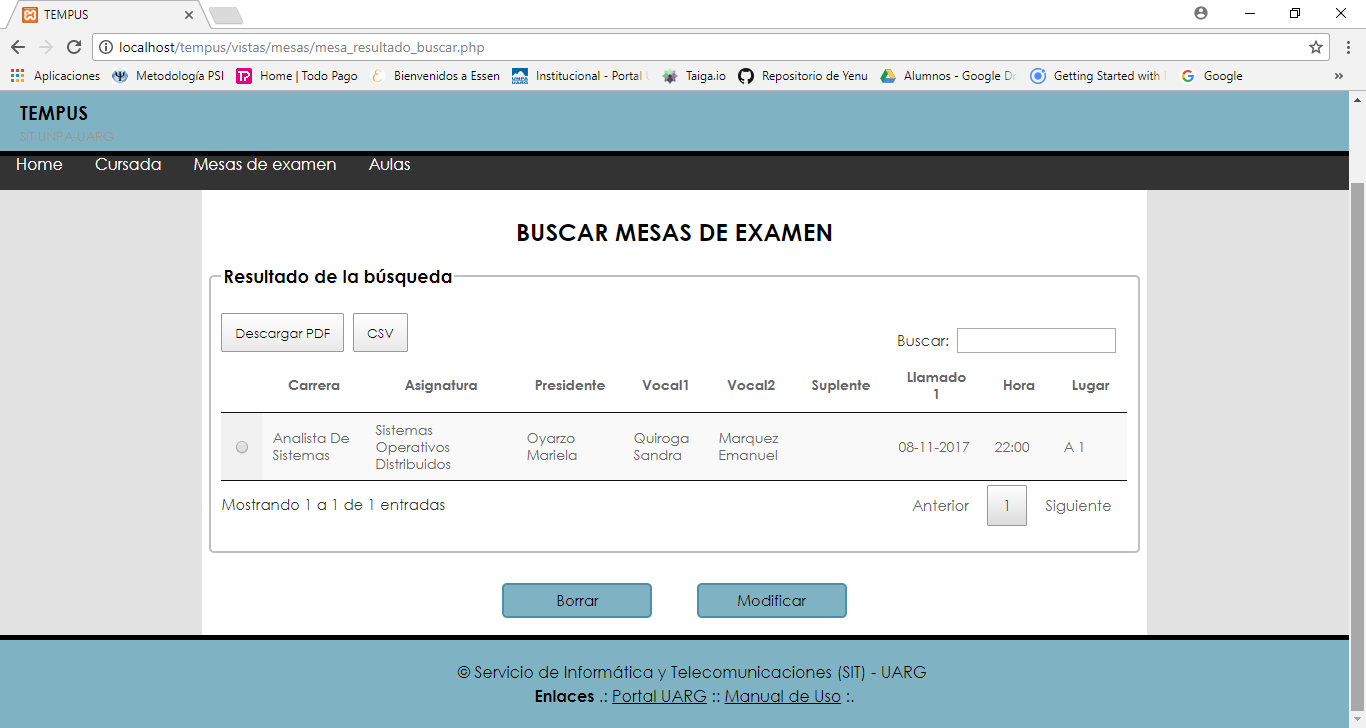 TEMPUS
localhost/tempus/vistas/mesas/mesa_resultado_buscar.php
Aplicaciones Metodología PSI Home | Todo Pago Bienvenidos a Essen Institucional - Portal Taiga.io Repositorio de Yenu Alumnos - Google Dr Getting Started with Google »
TEMPUS
SIT-UNPA-UARG
Home Cursada Mesas de examen Aulas
BUSCAR MESAS DE EXAMEN
Resultado de la búsqueda
Descargar PDF CSV
Buscar:
Carrera Asignatura Presidente Vocal1 Vocal2 Suplente Llamado 1 Hora Lugar
Analista De Sistemas Sistemas Operativos Distribuidos Oyarzo Mariela Quiroga Sandra Marquez Emanuel 08-11-2017 22:00 A 1
Mostrando 1 a 1 de 1 entradas Anterior 1 Siguiente
Borrar Modificar
© Servicio de Informática y Telecomunicaciones (SIT) - UARG
Enlaces .: Portal UARG :: Manual de Uso :.